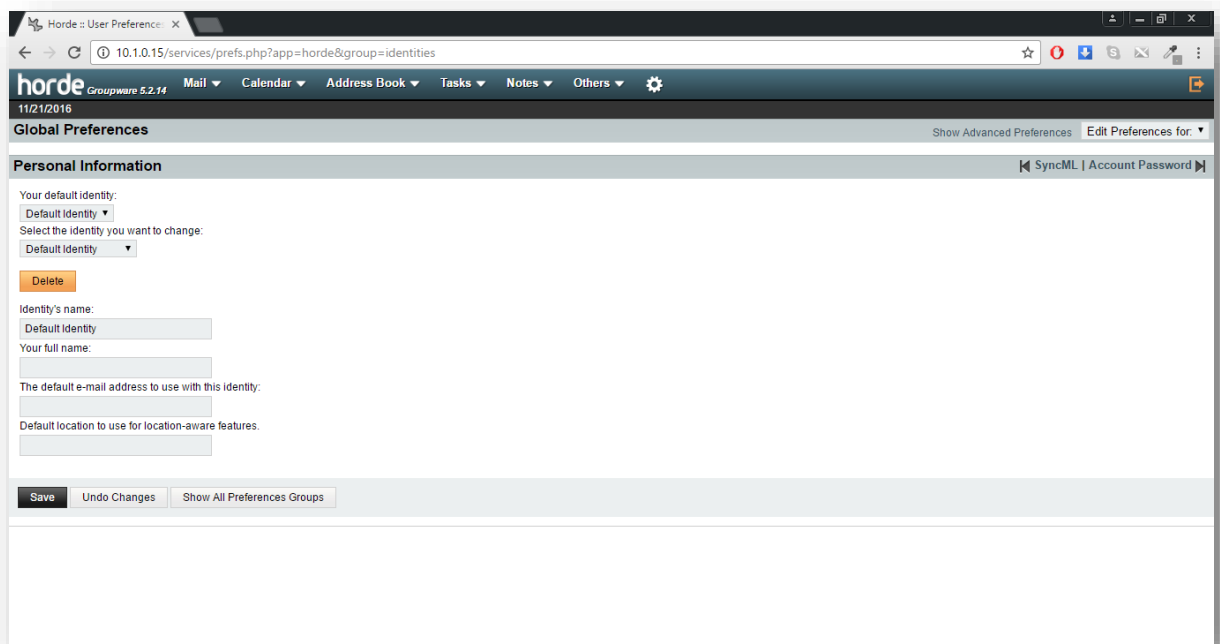 Horde :: User Preference
10.1.0.15/services/prefs.php?app=horde&group=identities
horde Groupware 5.2.14 Mail Calendar Address Book Tasks Notes Others
11/21/2016
Global Preferences Show Advanced Preferences Edit Preferences for:
Personal Information SyncML | Account Password
Your default identity:
Default Identity
Select the identity you want to change:
Default Identity
Delete
Identity's name:
Default Identity
Your full name:
The default e-mail address to use with this identity:
Default location to use for location-aware features.
Save Undo Changes Show All Preferences Groups